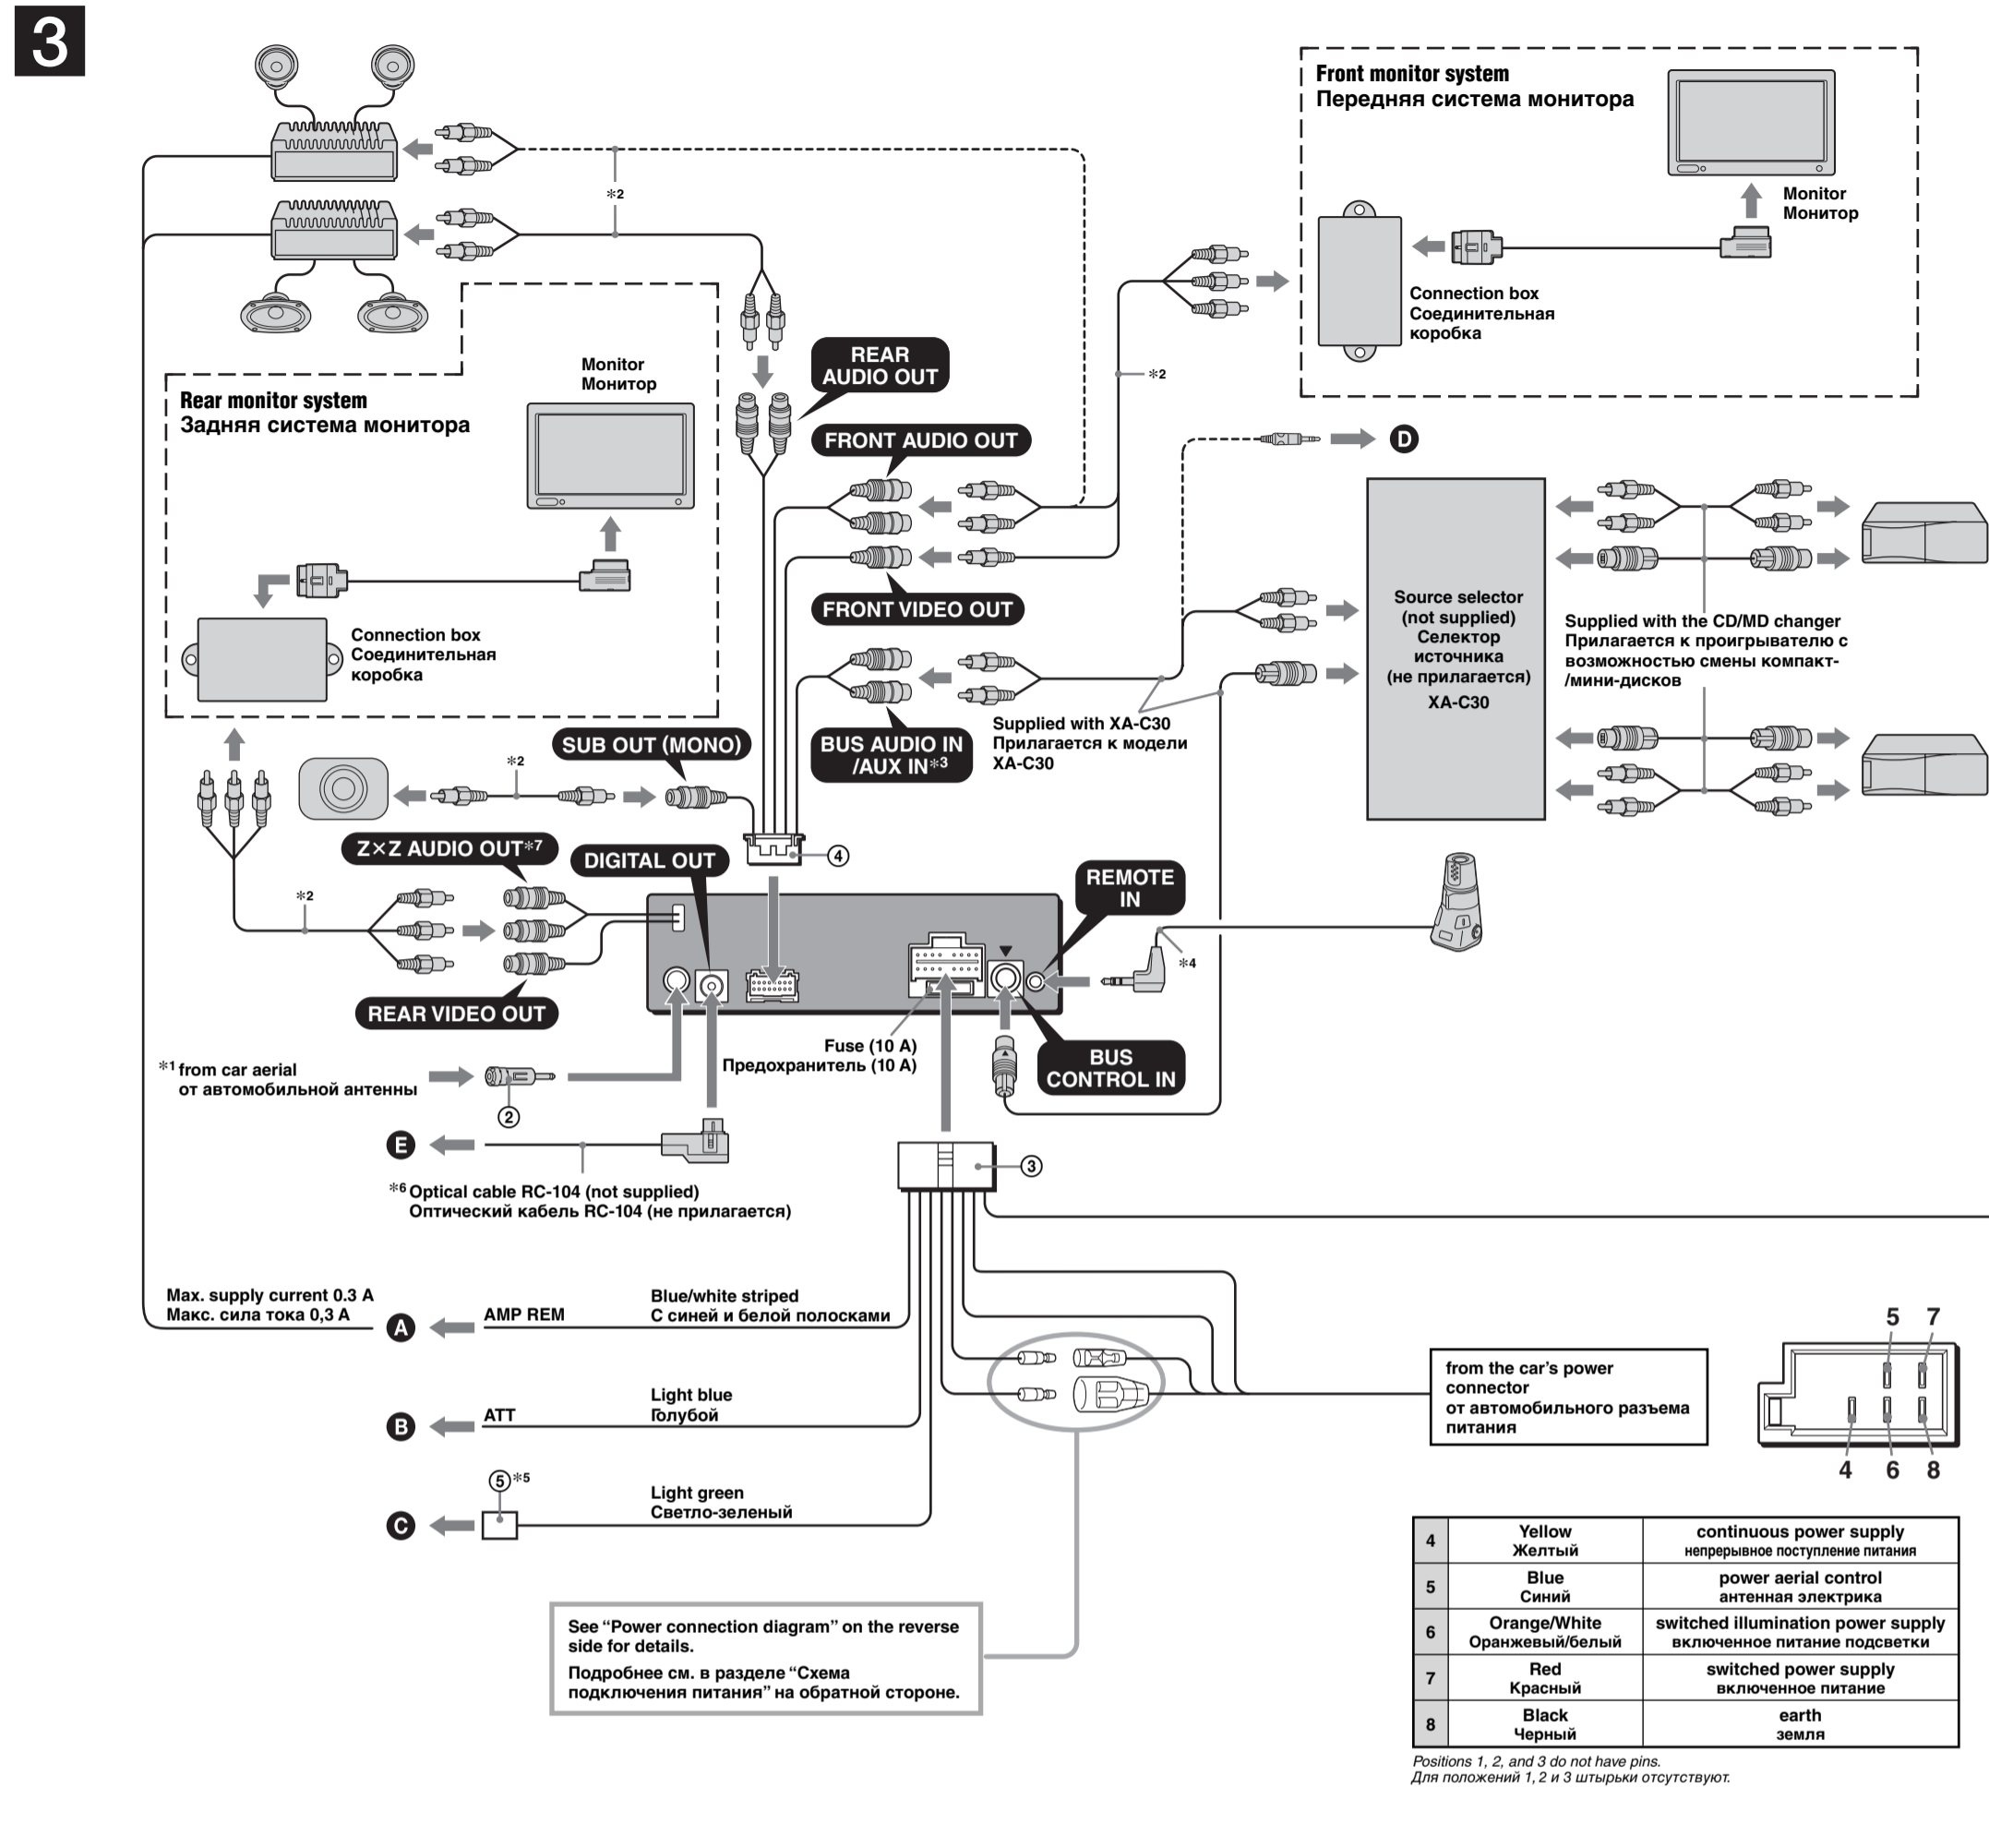 3
Front monitor system
Передняя система монитора
Monitor
Монитор
Connection box
Соединительная
коробка
*2
*2
Rear monitor system
Задняя система монитора
Monitor
Монитор
Connection box
Соединительная
коробка
REAR
AUDIO OUT
FRONT AUDIO OUT
FRONT VIDEO OUT
D
BUS AUDIO IN
/AUX IN*3
Supplied with XA-C30
Прилагается к модели
XA-C30
Source selector
(not supplied)
Селектор
источника
(не прилагается)
XA-C30
Supplied with the CD/MD changer
Прилагается к проигрывателю с
возможностью смены компакт-
/мини-дисков
SUB OUT (MONO)
*2
Z×Z AUDIO OUT*7
DIGITAL OUT
4
REMOTE
IN
*2
*4
REAR VIDEO OUT
Fuse (10 A)
Предохранитель (10 A)
BUS
CONTROL IN
*1 from car aerial
от автомобильной антенны
2
E
*6 Optical cable RC-104 (not supplied)
Оптический кабель RC-104 (не прилагается)
3
Max. supply current 0.3 A
Макс. сила тока 0,3 A
A
AMP REM
Blue/white striped
С синей и белой полосками
B
ATT
Light blue
Голубой
C
5*5
Light green
Светло-зеленый
from the car's power
connector
от автомобильного разъема
питания
5 7
4 6 8
See “Power connection diagram” on the reverse
side for details.
Подробнее см. в разделе “Схема
подключения питания” на обратной стороне.
4 Yellow continuous power supply
Желтый непрерывное поступление питания
5 Blue power aerial control
Синий антенная электрика
6 Orange/White switched illumination power supply
Оранжевый/белый включенное питание подсветки
7 Red switched power supply
Красный включенное питание
8 Black earth
Черный земля
Positions 1, 2, and 3 do not have pins.
Для положений 1, 2 и 3 штырьки отсутствуют.